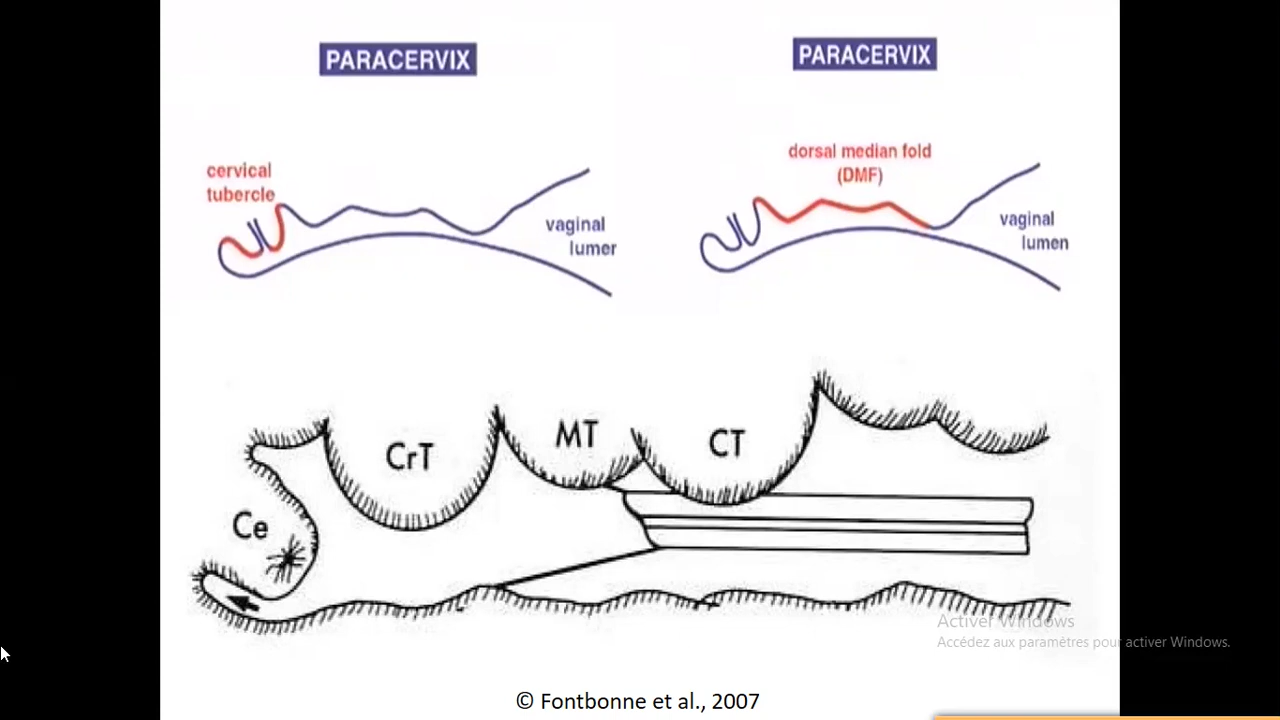 PARACERVIX
PARACERVIX
cervical
tubercle
vaginal
lumer
dorsal median fold
(DMF)
vaginal
lumen
CrT
MT
CT
Ce
Activer Windows
Accédez aux paramètres pour activer Windows.
© Fontbonne et al., 2007